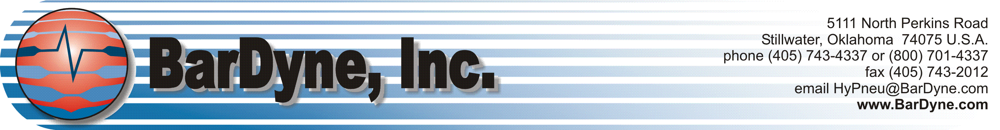 BarDyne, Inc.
5111 North Perkins Road
Stillwater, Oklahoma  74075 U.S.A.
phone (405) 743-4337 or (800) 701-4337
fax (405) 743-2012
email HyPneu@BarDyne.com
www.BarDyne.com